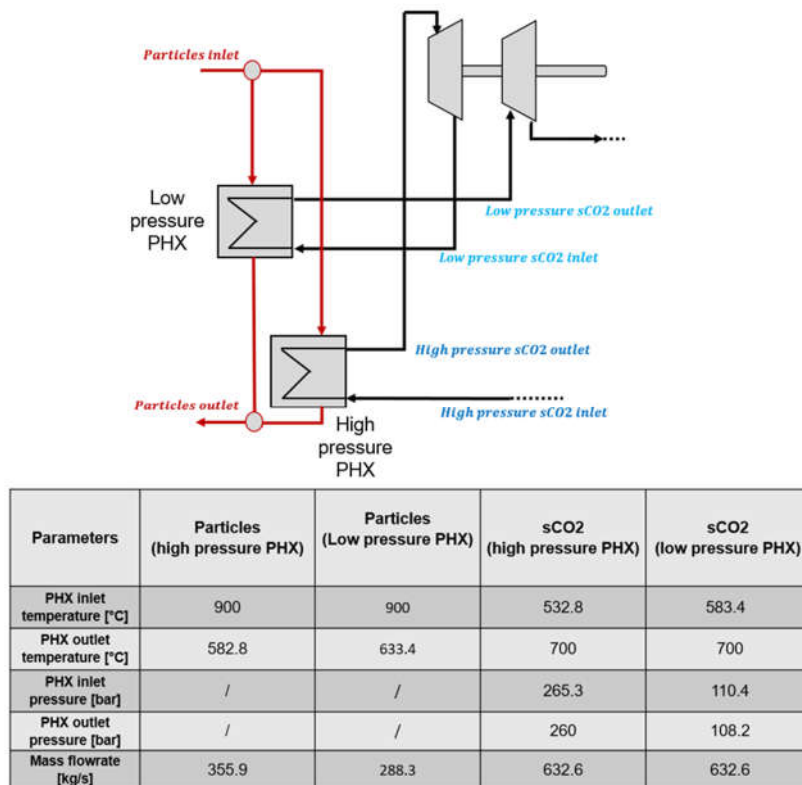 Particles inlet
Low
pressure
PHX
Low pressure sCO2 outlet
Low pressure sCO2 inlet
High pressure sCO2 outlet
Particles outlet
High pressure sCO2 inlet
High
pressure
PHX
Parameters
Particles
(high pressure PHX)
Particles
(Low pressure PHX)
sCO2
(high pressure PHX)
sCO2
(low pressure PHX)
PHX inlet
temperature [°C]
900
900
532.8
583.4
PHX outlet
temperature [°C]
582.8
633.4
700
700
PHX inlet
pressure [bar]
/
/
265.3
110.4
PHX outlet
pressure [bar]
/
/
260
108.2
Mass flowrate
[kg/s]
355.9
288.3
632.6
632.6